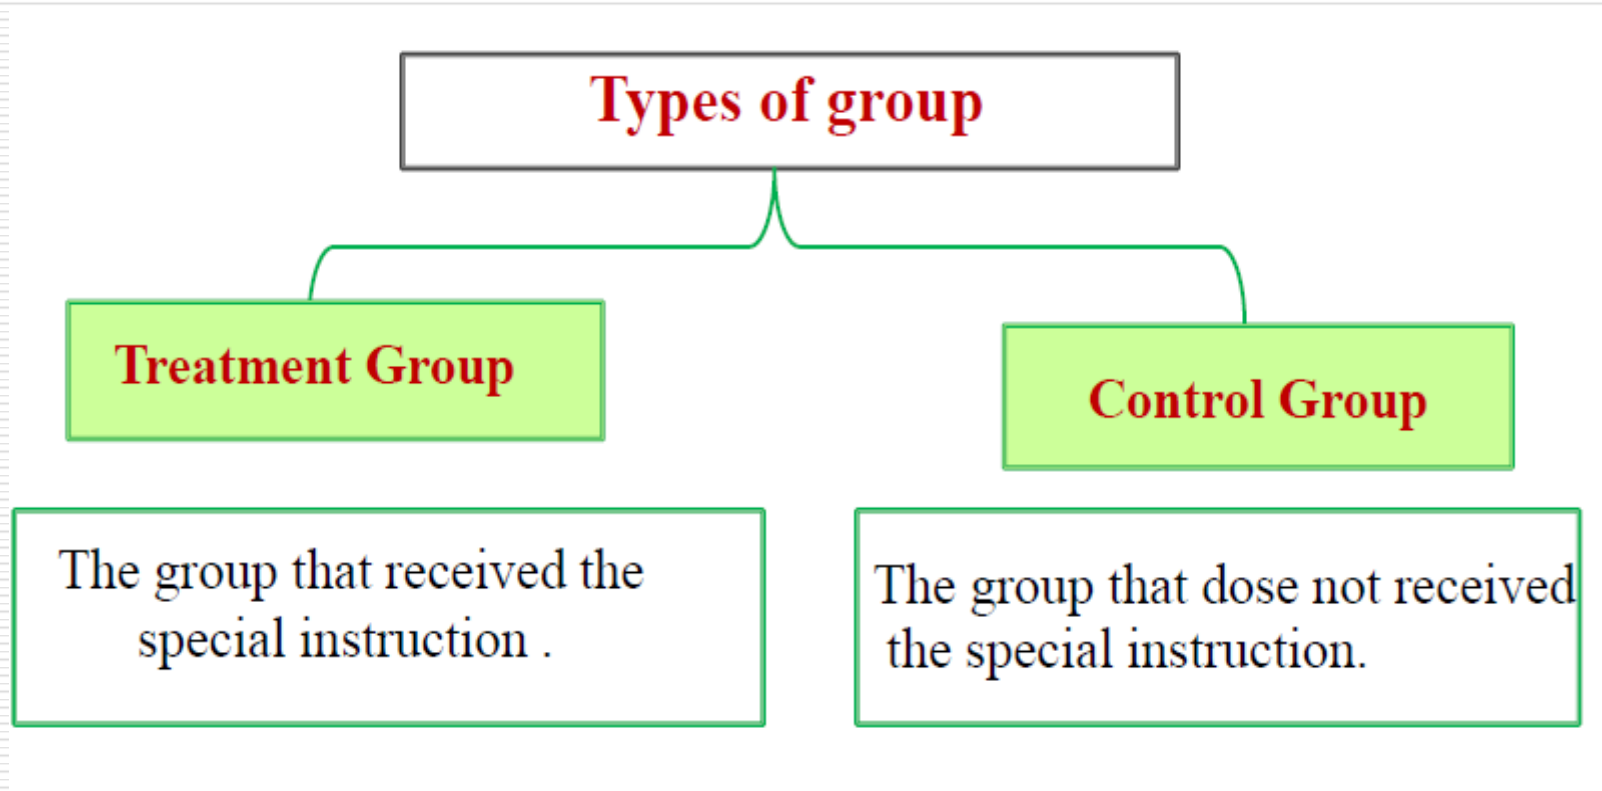 Types of group
Treatment Group
Control Group
The group that received the
special instruction .
The group that dose not received
the special instruction.